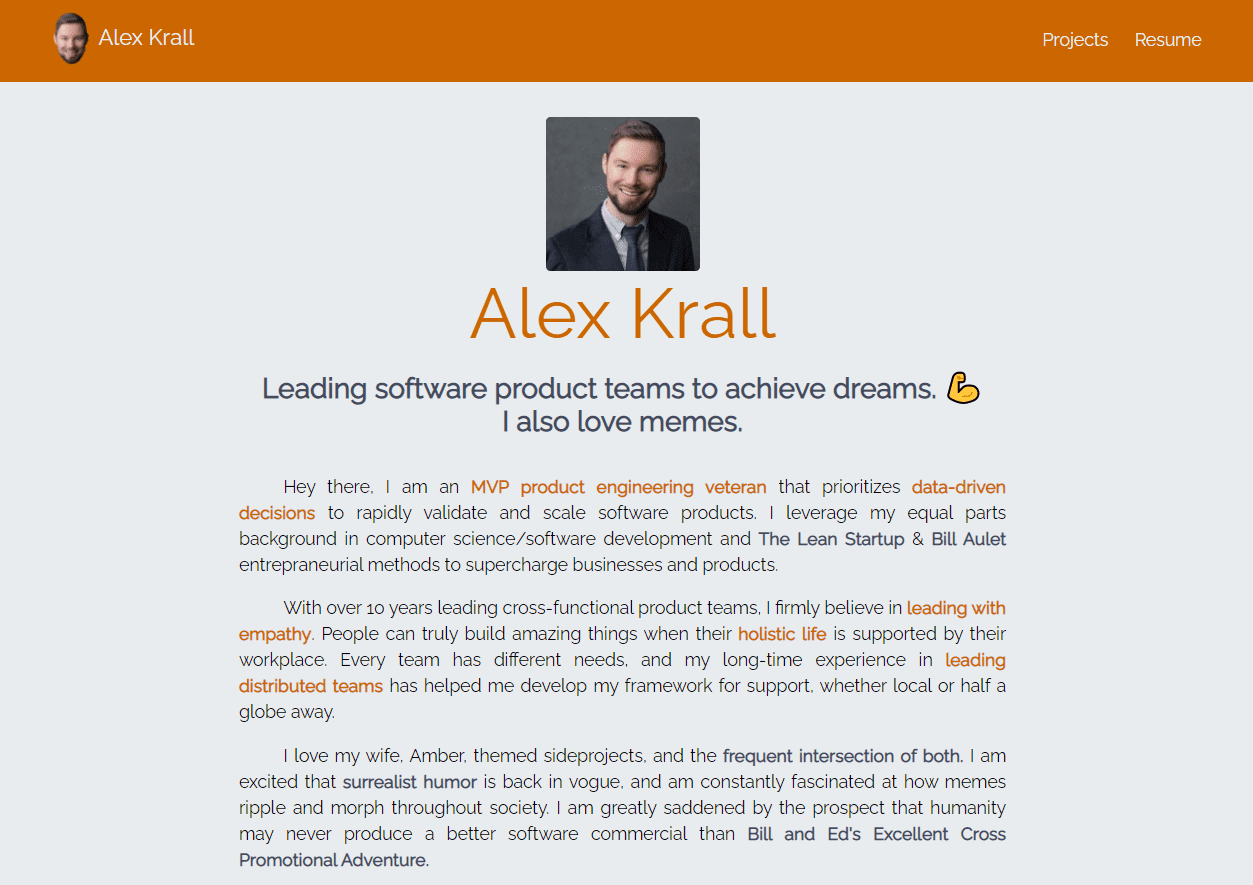 Alex Krall
Projects Resume
Alex Krall
Leading software product teams to achieve dreams. 💪
I also love memes.
Hey there, I am an MVP product engineering veteran that prioritizes data-driven
decisions to rapidly validate and scale software products. I leverage my equal parts
background in computer science/software development and The Lean Startup & Bill Aulet
entrepraneurial methods to supercharge businesses and products.
With over 10 years leading cross-functional product teams, I firmly believe in leading with
empathy. People can truly build amazing things when their holistic life is supported by their
workplace. Every team has different needs, and my long-time experience in leading
distributed teams has helped me develop my framework for support, whether local or half a
globe away.
I love my wife, Amber, themed sideprojects, and the frequent intersection of both. I am
excited that surrealist humor is back in vogue, and am constantly fascinated at how memes
ripple and morph throughout society. I am greatly saddened by the prospect that humanity
may never produce a better software commercial than Bill and Ed's Excellent Cross
Promotional Adventure.